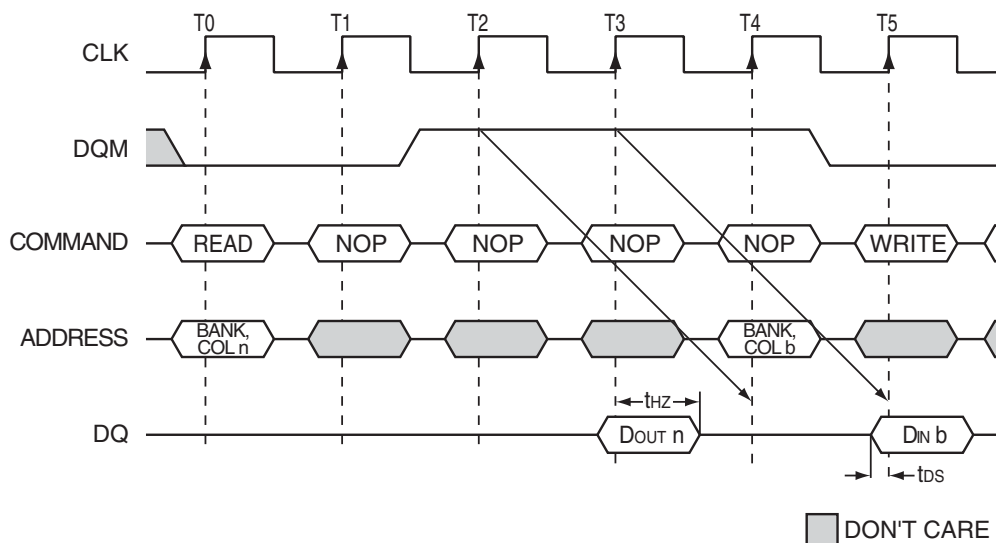 T0 T1 T2 T3 T4 T5
CLK
DQM
COMMAND READ NOP NOP NOP NOP WRITE
ADDRESS BANK, COL n BANK, COL b
tHZ
DQ DOUT n DIN b
tDS
DON'T CARE